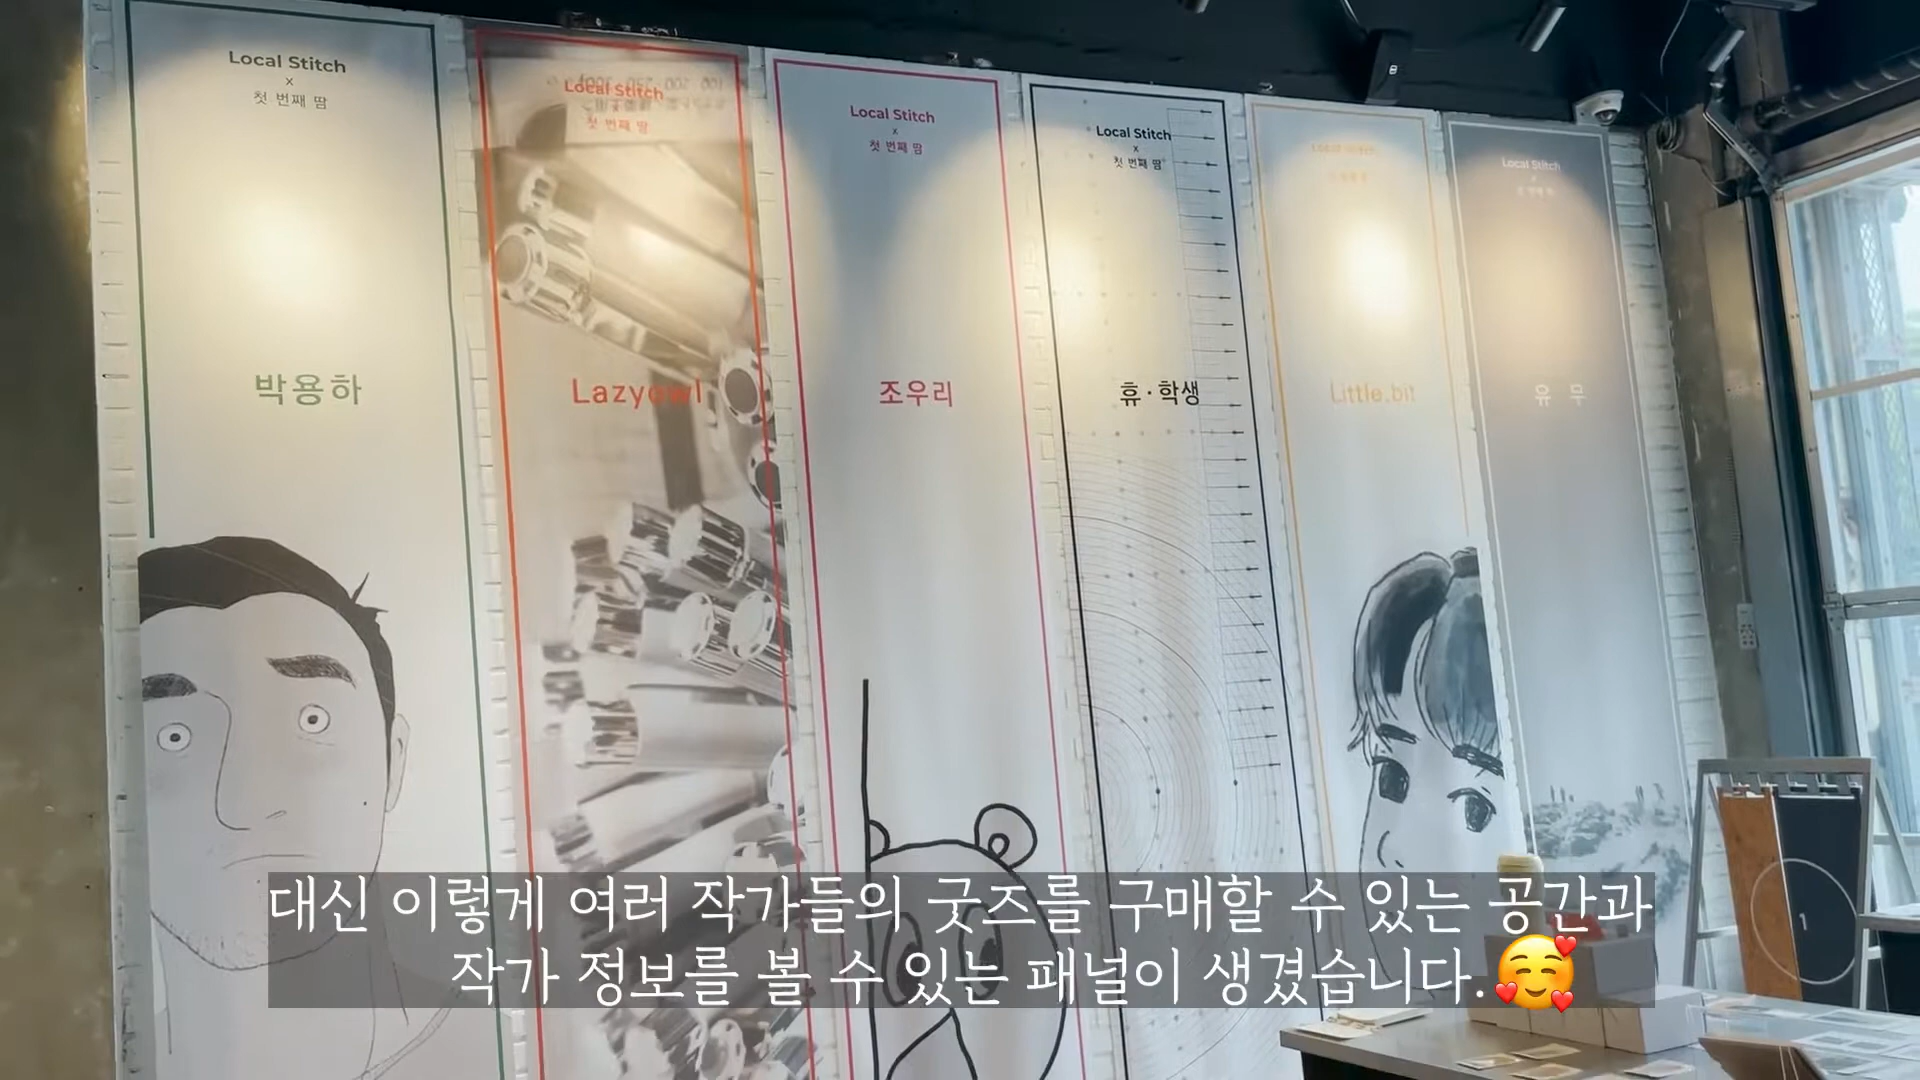 Local Stitch
x
첫 번째 땀
박용하
Local Stitch
첫 번째 땀
Lazyowl
Local Stitch
x
첫 번째 땀
조우리
Local Stitch
x
첫 번째 땀
휴·학생
Local Stitch
Little.bit
Local Stitch
유 무
1
대신 이렇게 여러 작가들의 굿즈를 구매할 수 있는 공간과
작가 정보를 볼 수 있는 패널이 생겼습니다.🥰